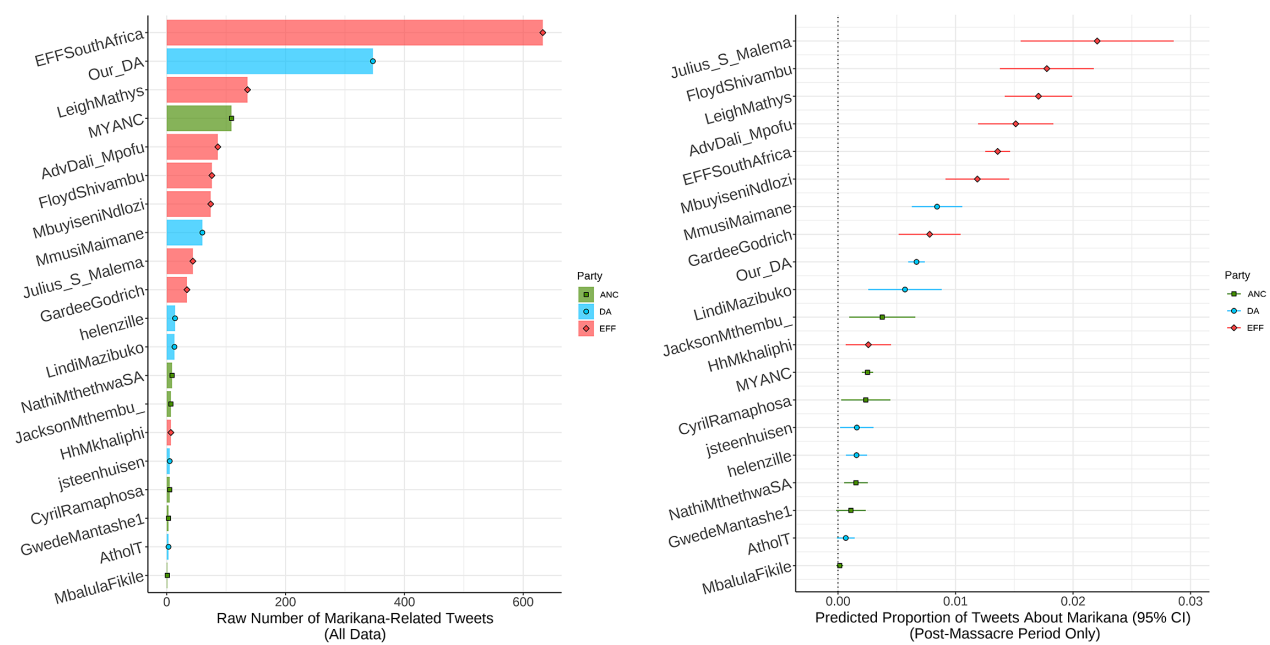 EFFSouthAfrica
Our_DA
LeighMathys
MYANC
AdvDali_Mpofu
FloydShivambu
MbuyiseniNdlozi
MmusiMaimane
Julius_S_Malema
GardeeGodrich
helenzille
LindiMazibuko
NathiMthethwaSA
JacksonMthembu_
HhMkhaliphi
jsteenhuisen
CyrilRamaphosa
GwedeMantashe1
AtholT
MbalulaFikile
0 200 400 600
Raw Number of Marikana-Related Tweets
(All Data)
Party
ANC
DA
EFF
Julius_S_Malema
FloydShivambu
LeighMathys
AdvDali_Mpofu
EFFSouthAfrica
MbuyiseniNdlozi
MmusiMaimane
GardeeGodrich
Our_DA
LindiMazibuko
JacksonMthembu_
HhMkhaliphi
MYANC
CyrilRamaphosa
jsteenhuisen
helenzille
NathiMthethwaSA
GwedeMantashe1
AtholT
MbalulaFikile
0.00 0.01 0.02 0.03
Predicted Proportion of Tweets About Marikana (95% CI)
(Post-Massacre Period Only)
Party
ANC
DA
EFF